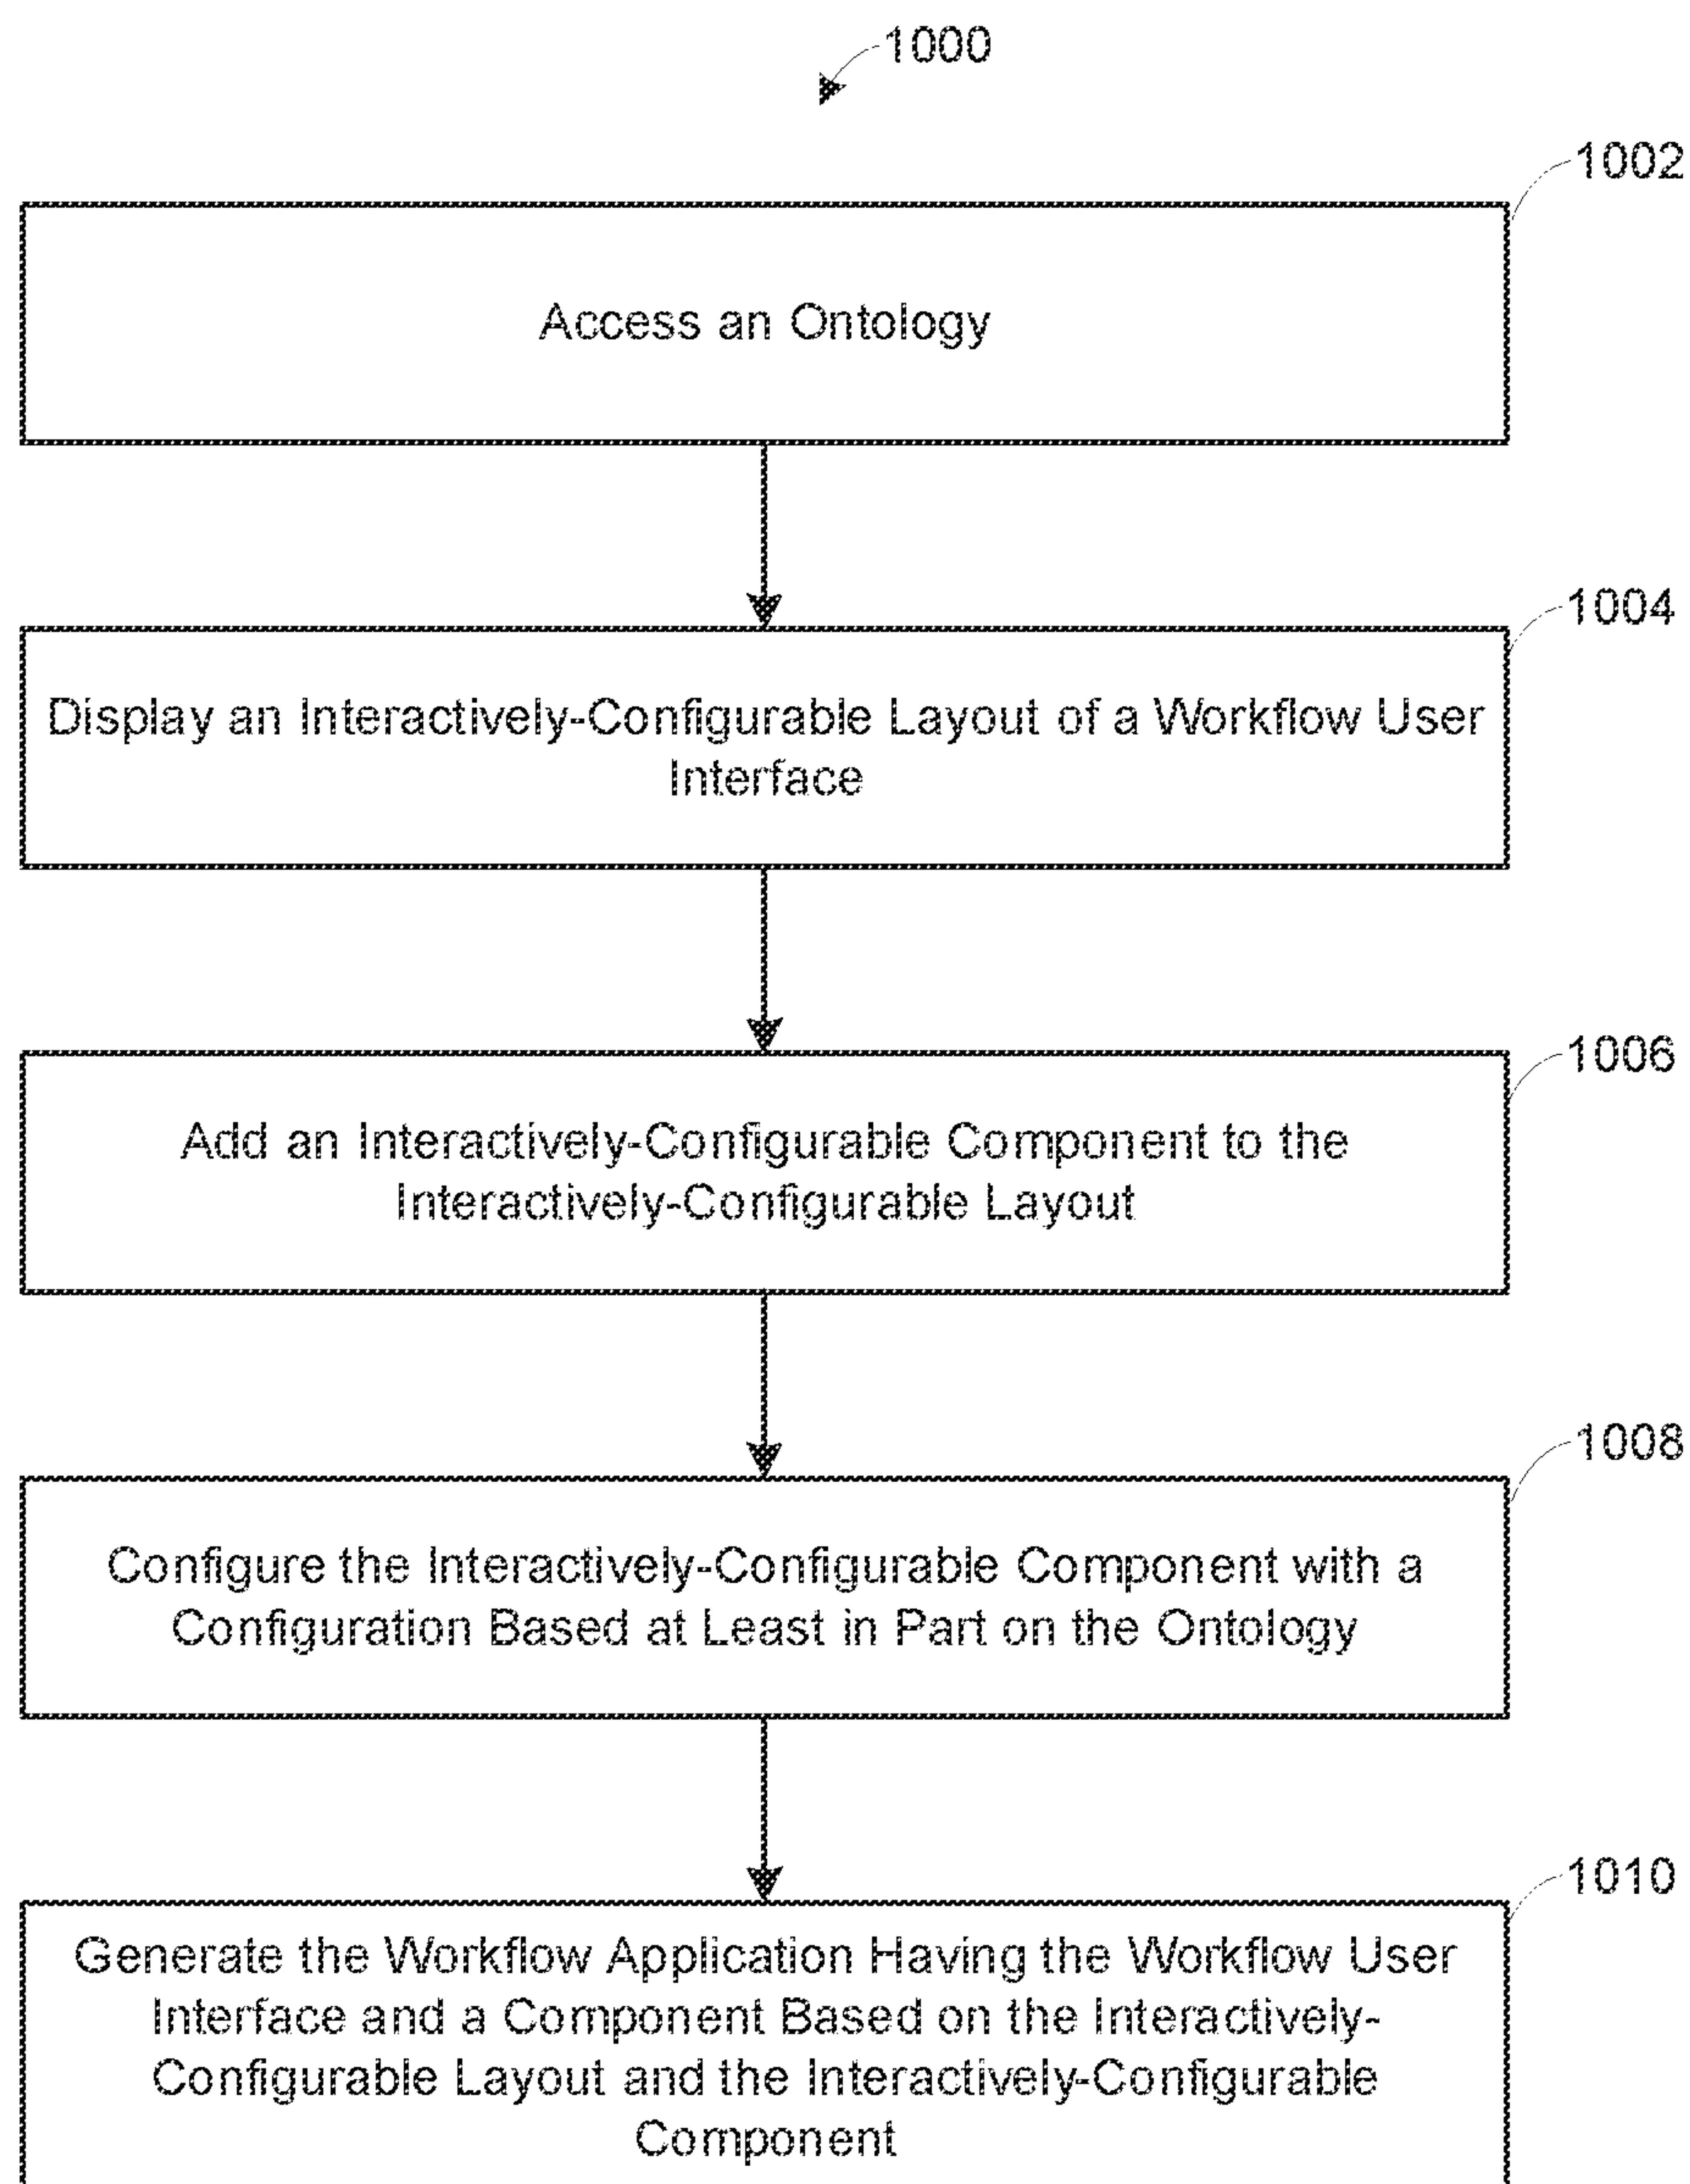 1000
1002
Access an Ontology
1004
Display an Interactively-Configurable Layout of a Workflow User
Interface
1006
Add an Interactively-Configurable Component to the
Interactively-Configurable Layout
1008
Configure the Interactively-Configurable Component with a
Configuration Based at Least in Part on the Ontology
1010
Generate the Workflow Application Having the Workflow User
Interface and a Component Based on the Interactively-
Configurable Layout and the Interactively-Configurable
Component